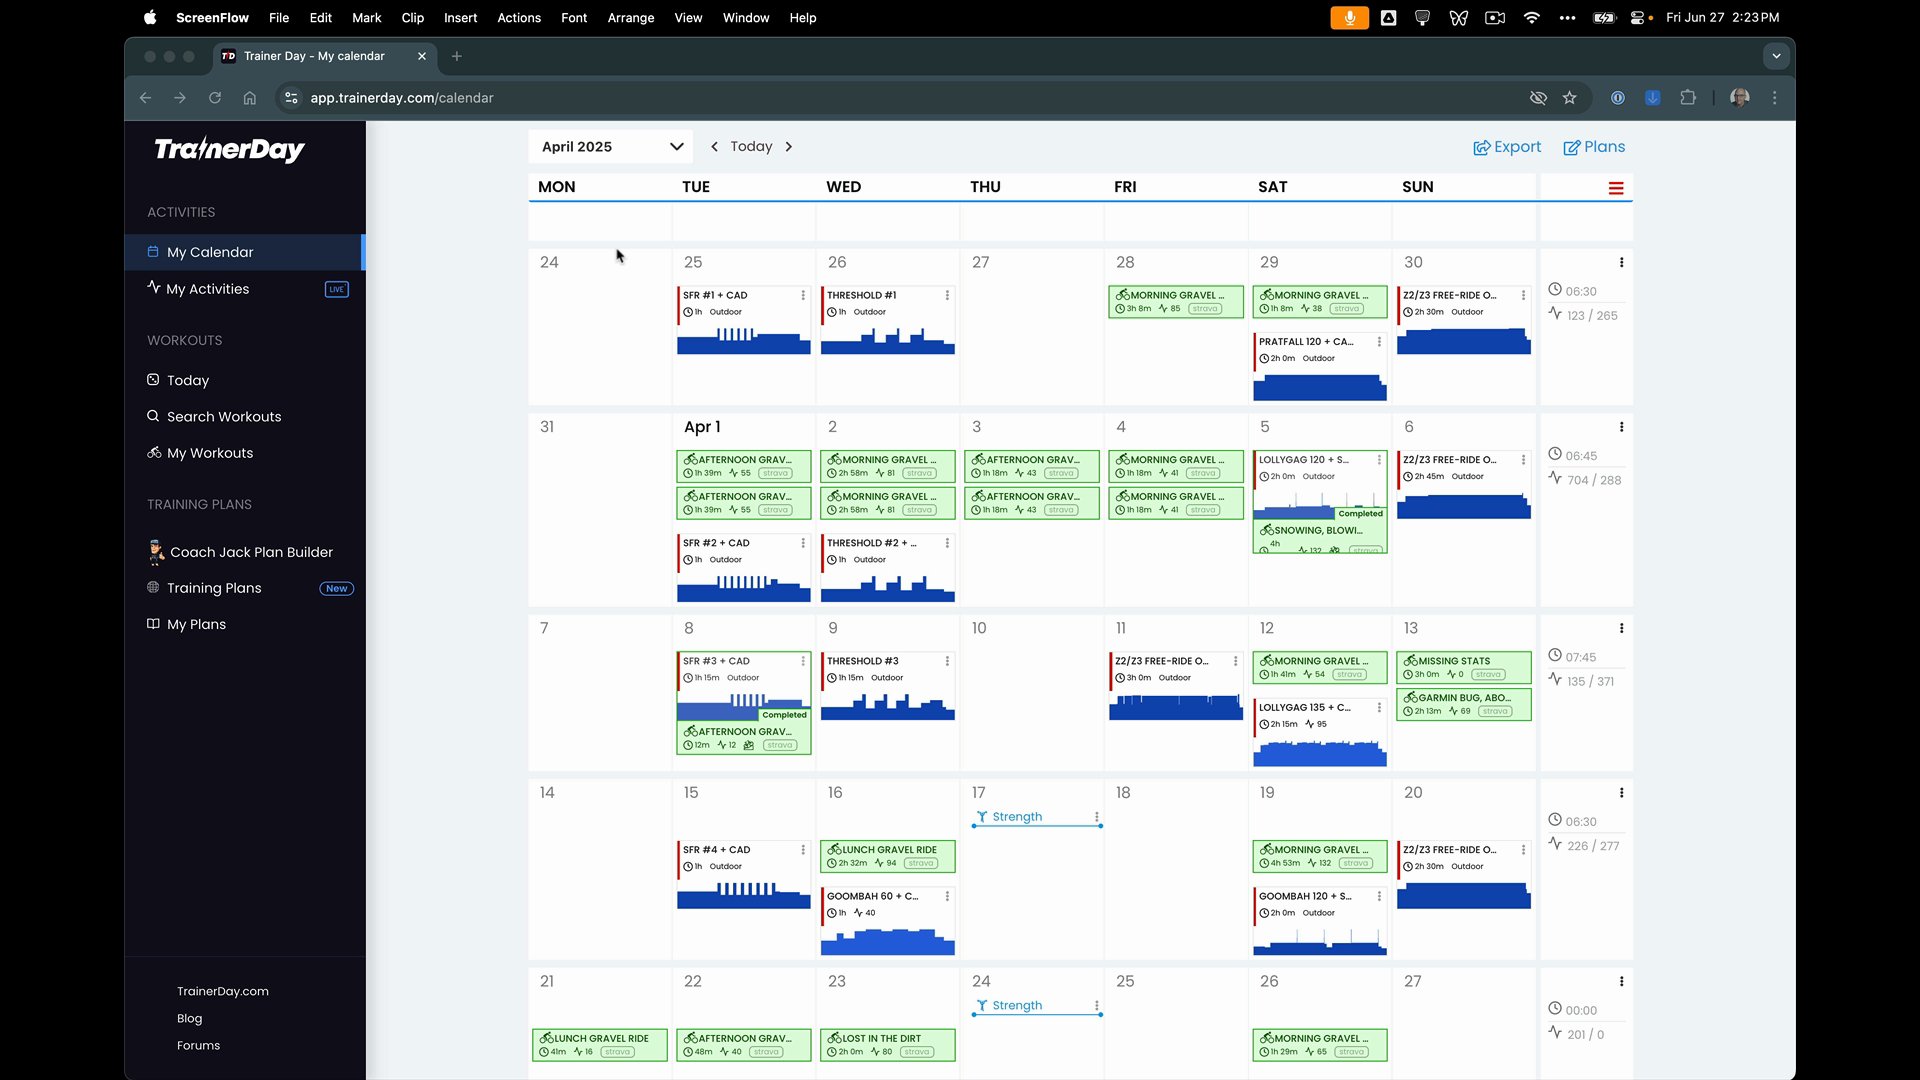 ScreenFlow File Edit Mark Clip Insert Actions Font Arrange View Window Help Fri Jun 27 2:23 PM
TD Trainer Day - My calendar
app.trainerday.com/calendar
TrainerDay
ACTIVITIES
My Calendar
My Activities LIVE
WORKOUTS
Today
Search Workouts
My Workouts
TRAINING PLANS
Coach Jack Plan Builder
Training Plans New
My Plans
TrainerDay.com
Blog
Forums
April 2025 Today Export Plans
MON TUE WED THU FRI SAT SUN
24 25 26 27 28 29 30
SFR #1 + CAD
1h Outdoor
THRESHOLD #1
1h Outdoor
MORNING GRAVEL ...
3h 8m 85 strava
MORNING GRAVEL ...
1h 8m 38 strava
PRATFALL 120 + CA...
2h 0m Outdoor
Z2/Z3 FREE-RIDE O...
2h 30m Outdoor
06:30
123 / 265
31 Apr 1 2 3 4 5 6
AFTERNOON GRAV...
1h 39m 55 strava
AFTERNOON GRAV...
1h 39m 55 strava
SFR #2 + CAD
1h Outdoor
MORNING GRAVEL ...
2h 58m 81 strava
MORNING GRAVEL ...
2h 58m 81 strava
THRESHOLD #2 + ...
1h Outdoor
AFTERNOON GRAV...
1h 18m 43 strava
AFTERNOON GRAV...
1h 18m 43 strava
MORNING GRAVEL ...
1h 18m 41 strava
MORNING GRAVEL ...
1h 18m 41 strava
LOLLYGAG 120 + S...
2h 0m Outdoor
Completed
SNOWING, BLOWI...
4h 132 strava
Z2/Z3 FREE-RIDE O...
2h 45m Outdoor
06:45
704 / 288
7 8 9 10 11 12 13
SFR #3 + CAD
1h 15m Outdoor
Completed
AFTERNOON GRAV...
12m 12 strava
THRESHOLD #3
1h 15m Outdoor
Z2/Z3 FREE-RIDE O...
3h 0m Outdoor
MORNING GRAVEL ...
1h 41m 54 strava
LOLLYGAG 135 + C...
2h 15m 95
MISSING STATS
3h 0m 0 strava
GARMIN BUG, ABO...
2h 13m 69 strava
07:45
135 / 371
14 15 16 17 18 19 20
SFR #4 + CAD
1h Outdoor
LUNCH GRAVEL RIDE
2h 32m 94 strava
GOOMBAH 60 + C...
1h 40
Strength
MORNING GRAVEL ...
4h 53m 132 strava
GOOMBAH 120 + S...
2h 0m Outdoor
Z2/Z3 FREE-RIDE O...
2h 30m Outdoor
06:30
226 / 277
21 22 23 24 25 26 27
LUNCH GRAVEL RIDE
41m 16 strava
AFTERNOON GRAV...
48m 40 strava
LOST IN THE DIRT
2h 0m 80 strava
Strength
MORNING GRAVEL ...
1h 29m 65 strava
00:00
201 / 0